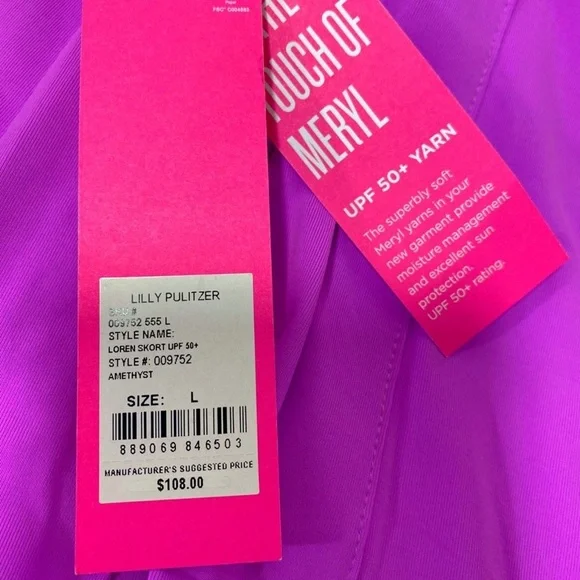 TOUCH OF
MERYL
UPF 50+ YARN
The superbly soft
Meryl yarns in your
new garment provide
moisture management
and excellent sun
protection.
UPF 50+ rating.
LILLY PULITZER
009752 555 L
STYLE NAME:
LOREN SKORT UPF 50+
STYLE #: 009752
AMETHYST
SIZE: L
889069 846503
MANUFACTURER'S SUGGESTED PRICE
$108.00